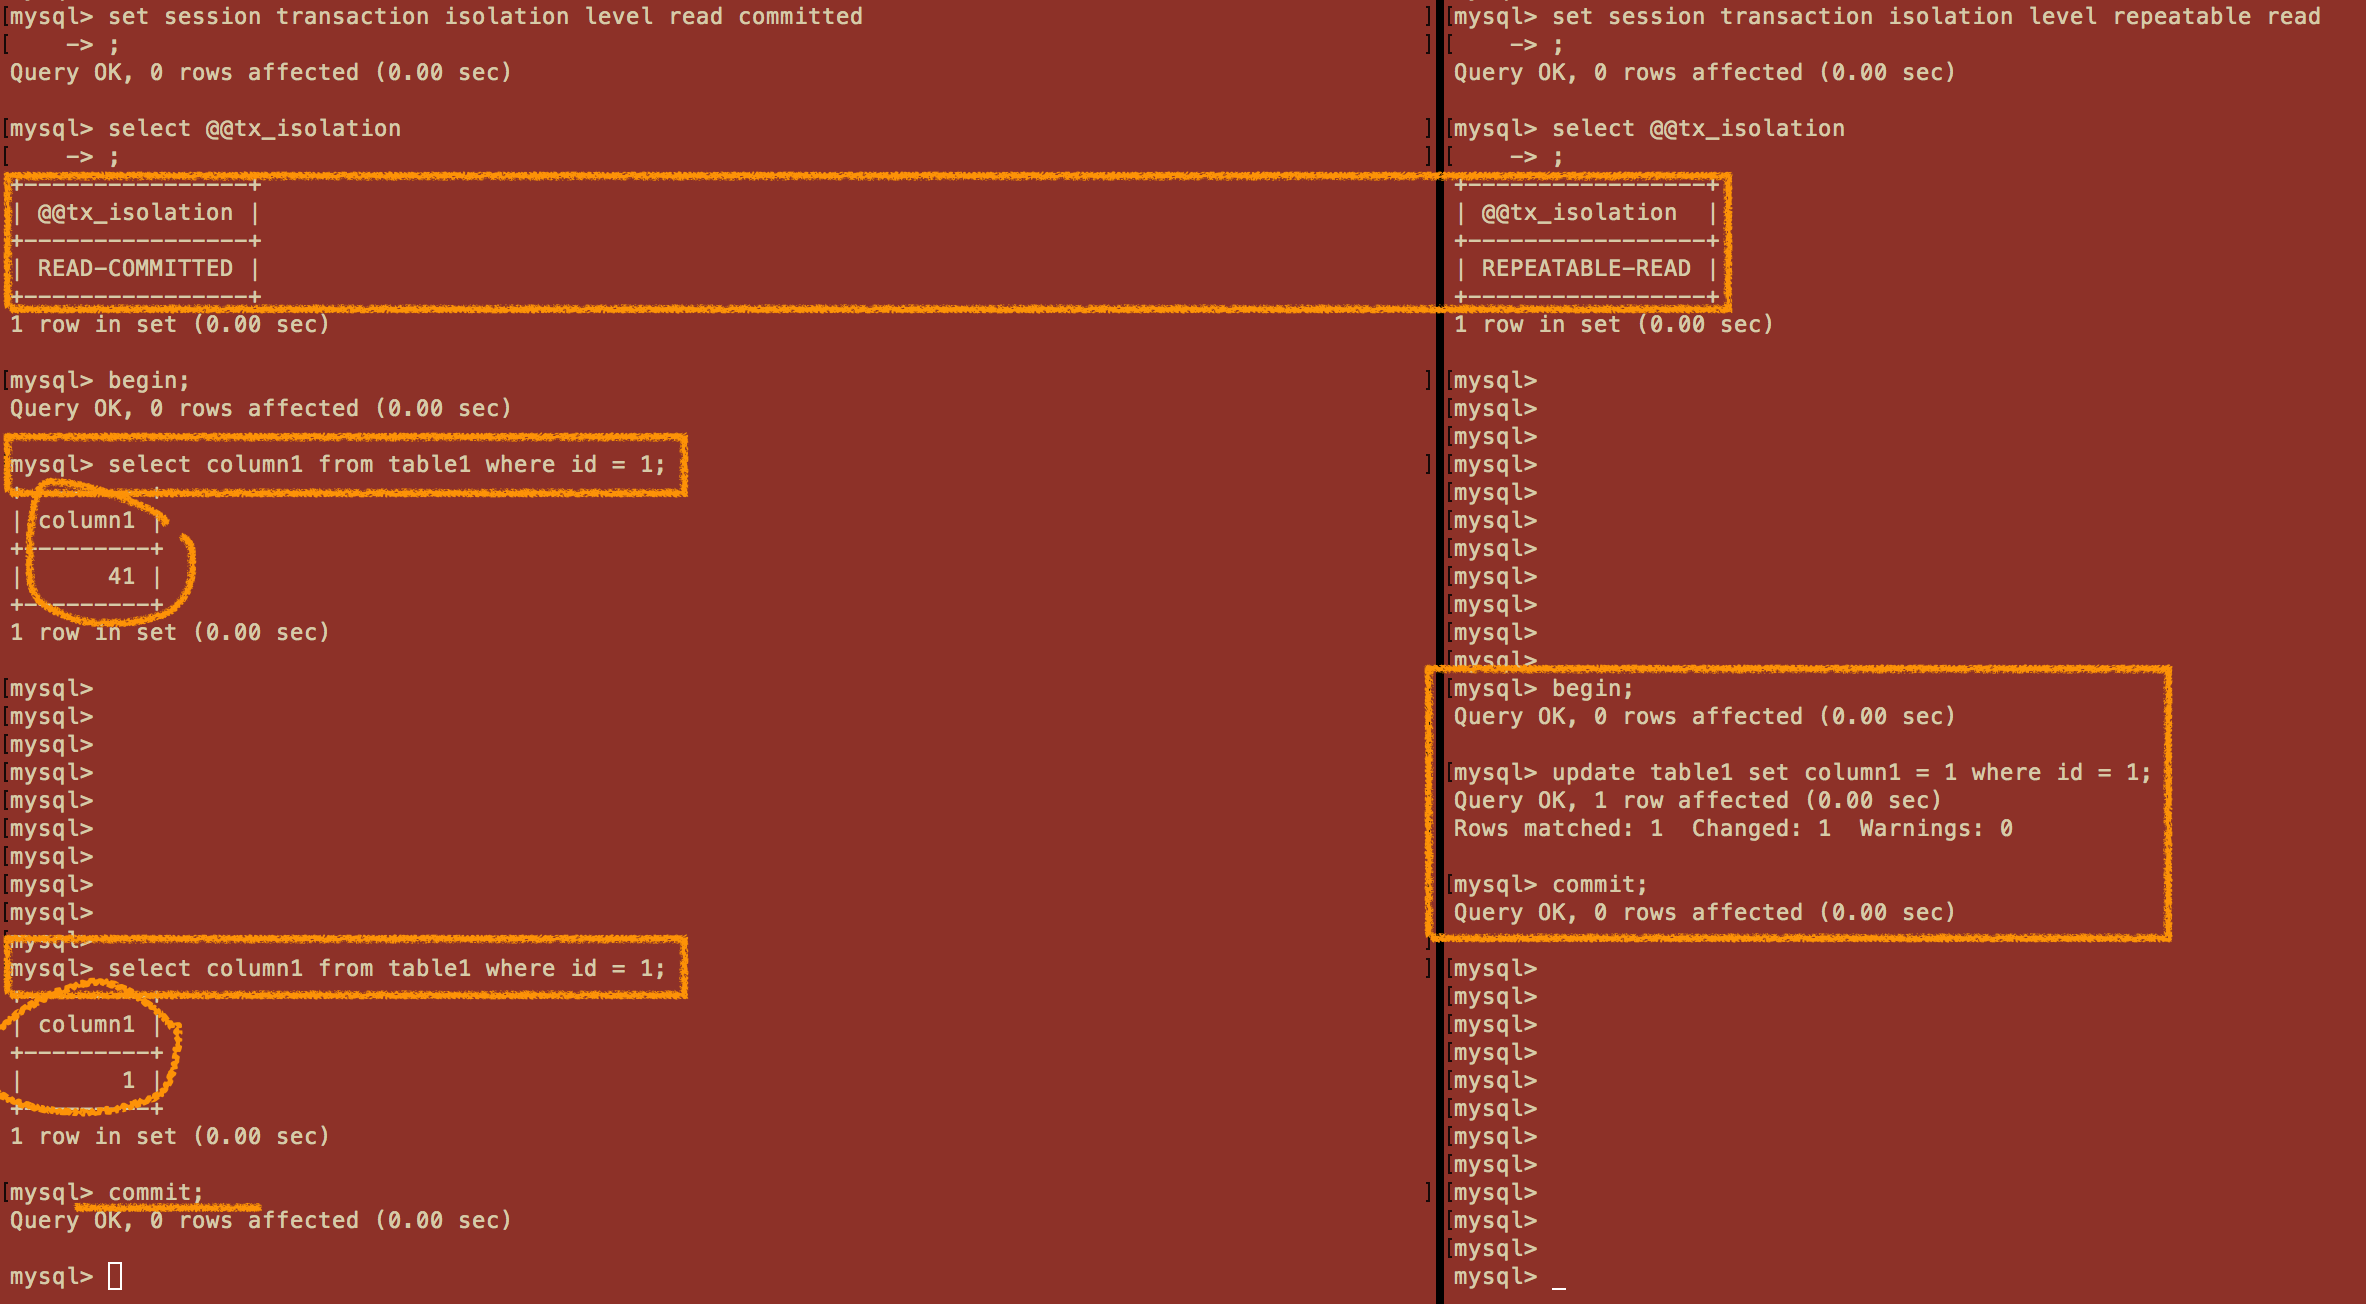 mysql> set session transaction isolation level read committed
    -> ;
Query OK, 0 rows affected (0.00 sec)
mysql> select @@tx_isolation
    -> ;
+----------------+
| @@tx_isolation |
+----------------+
| READ-COMMITTED |
+----------------+
1 row in set (0.00 sec)
mysql> begin;
Query OK, 0 rows affected (0.00 sec)
mysql> select column1 from table1 where id = 1;
| column1 |
+---------+
|      41 |
+---------+
1 row in set (0.00 sec)
mysql>
mysql>
mysql>
mysql>
mysql>
mysql>
mysql>
mysql>
mysql>
mysql>
mysql> select column1 from table1 where id = 1;
| column1 |
+---------+
|       1 |
+---------+
1 row in set (0.00 sec)
mysql> commit;
Query OK, 0 rows affected (0.00 sec)
mysql>
mysql> set session transaction isolation level repeatable read
    -> ;
Query OK, 0 rows affected (0.00 sec)
mysql> select @@tx_isolation
    -> ;
+-----------------+
| @@tx_isolation  |
+-----------------+
| REPEATABLE-READ |
+-----------------+
1 row in set (0.00 sec)
mysql>
mysql>
mysql>
mysql>
mysql>
mysql>
mysql>
mysql>
mysql>
mysql>
mysql>
mysql> begin;
Query OK, 0 rows affected (0.00 sec)
mysql> update table1 set column1 = 1 where id = 1;
Query OK, 1 row affected (0.00 sec)
Rows matched: 1  Changed: 1  Warnings: 0
mysql> commit;
Query OK, 0 rows affected (0.00 sec)
mysql>
mysql>
mysql>
mysql>
mysql>
mysql>
mysql>
mysql>
mysql>
mysql>
mysql>
mysql> _